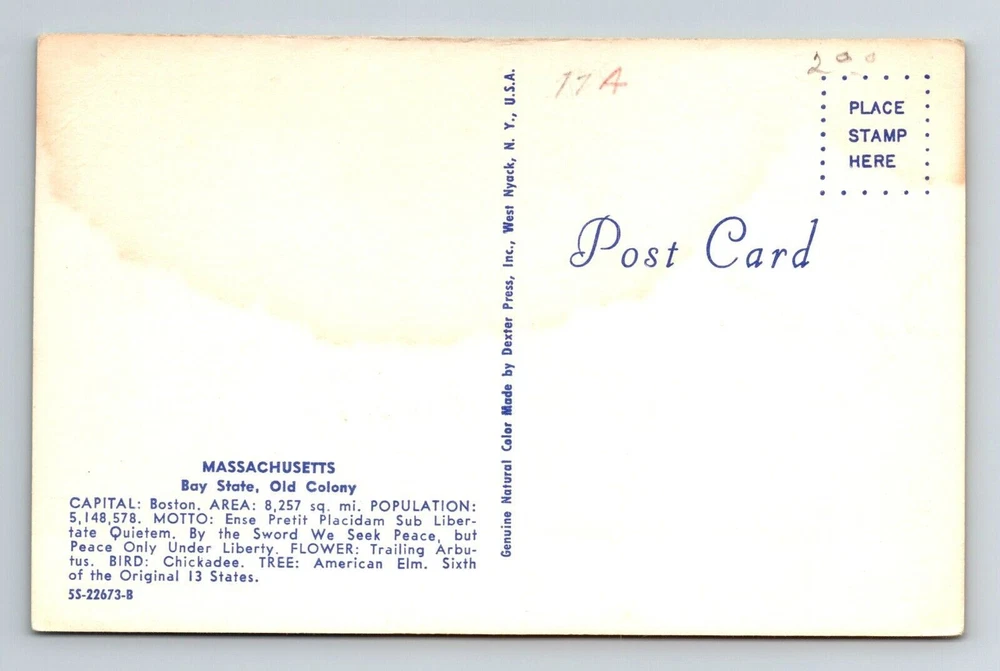 17A
200
PLACE
STAMP
HERE
Post Card
Genuine Natural Color Made by Dexter Press, Inc., West Nyack, N. Y., U.S.A.
MASSACHUSETTS
Bay State, Old Colony
CAPITAL: Boston. AREA: 8,257 sq. mi. POPULATION:
5,148,578. MOTTO: Ense Pretit Placidam Sub Liber-
tate Quietem. By the Sword We Seek Peace, but
Peace Only Under Liberty. FLOWER: Trailing Arbu-
tus. BIRD: Chickadee. TREE: American Elm. Sixth
of the Original 13 States.
5S-22673-B